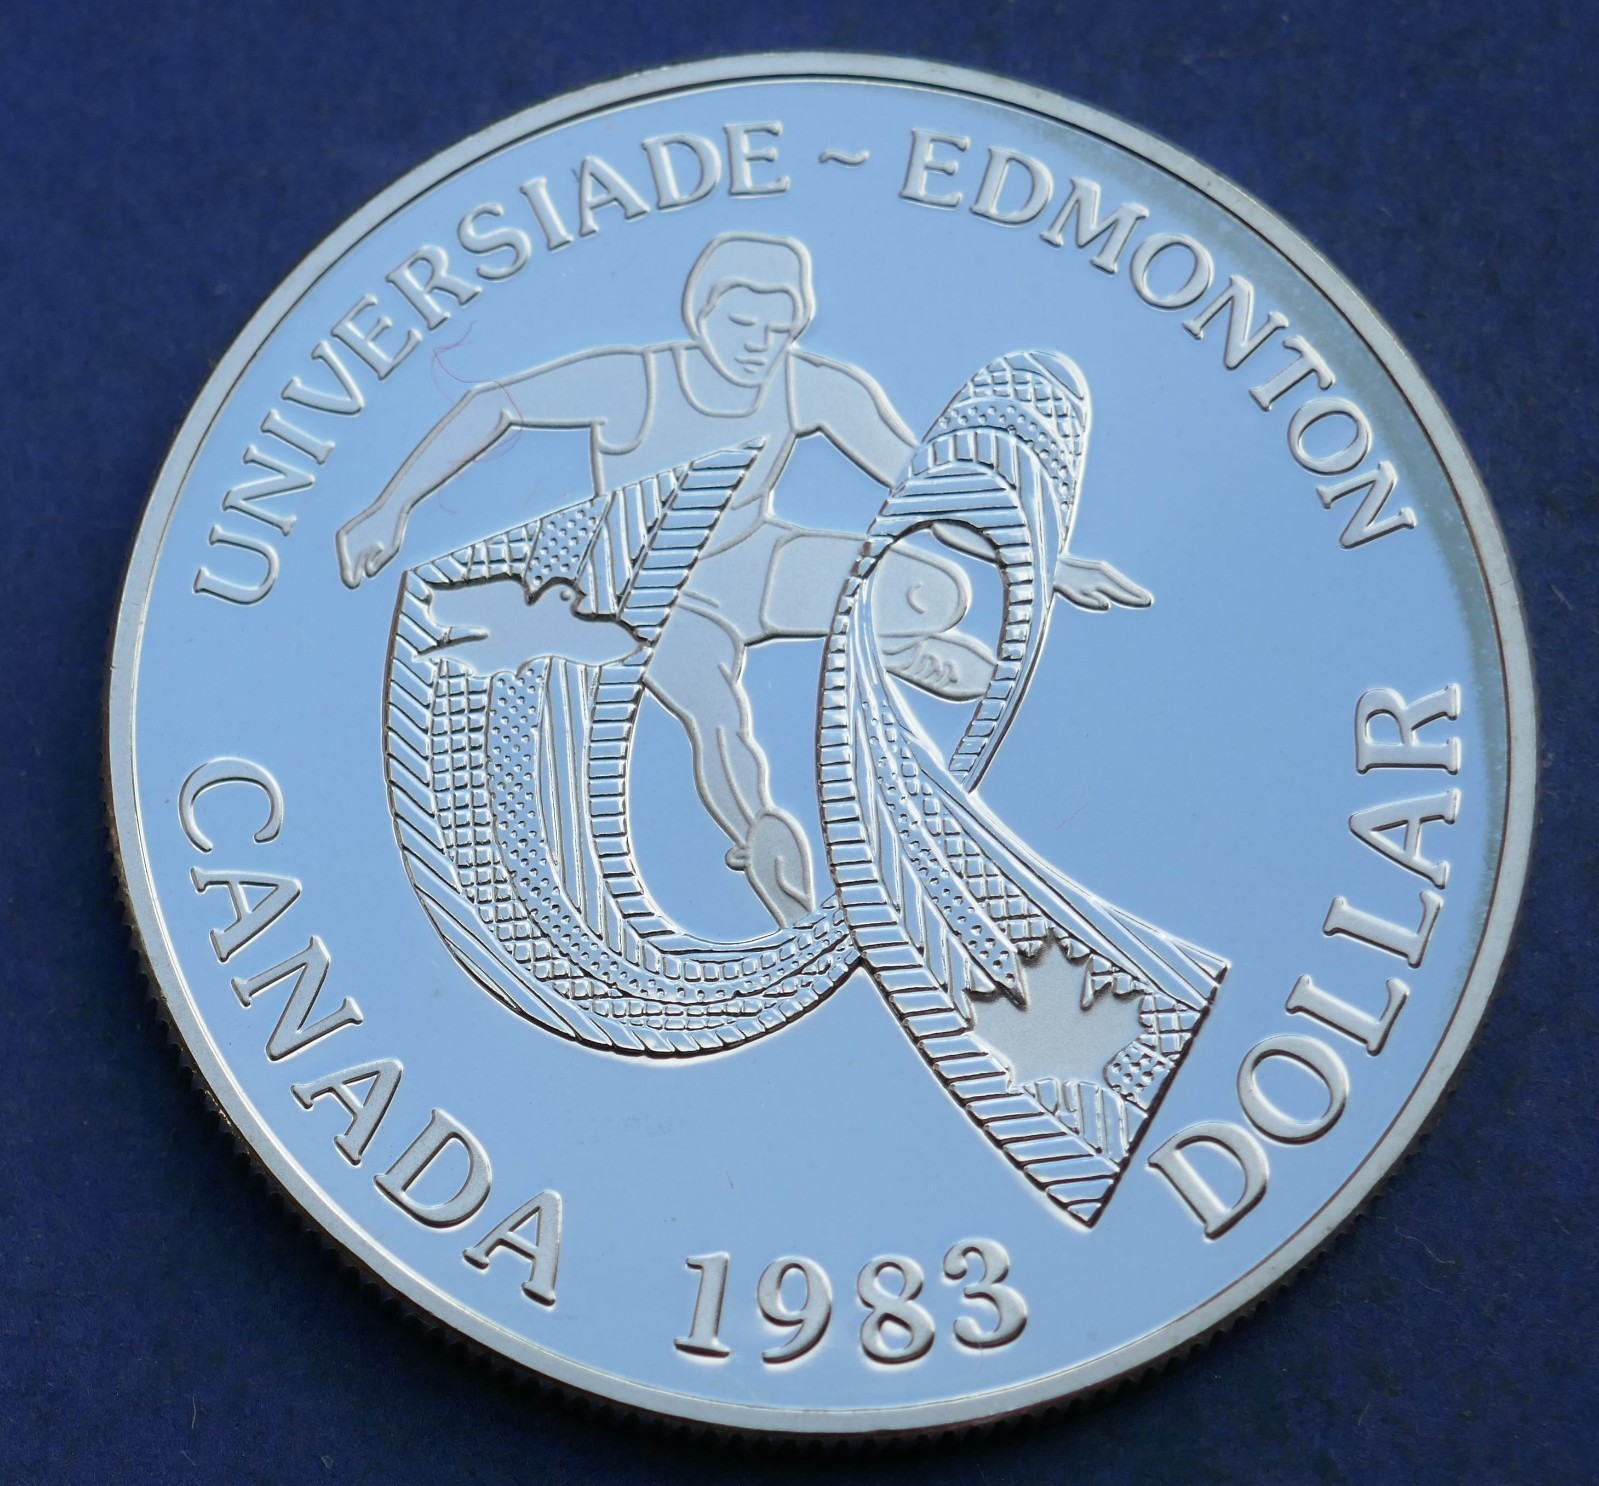 UNIVERSIADE ~ EDMONTON
CANADA 1983 DOLLAR